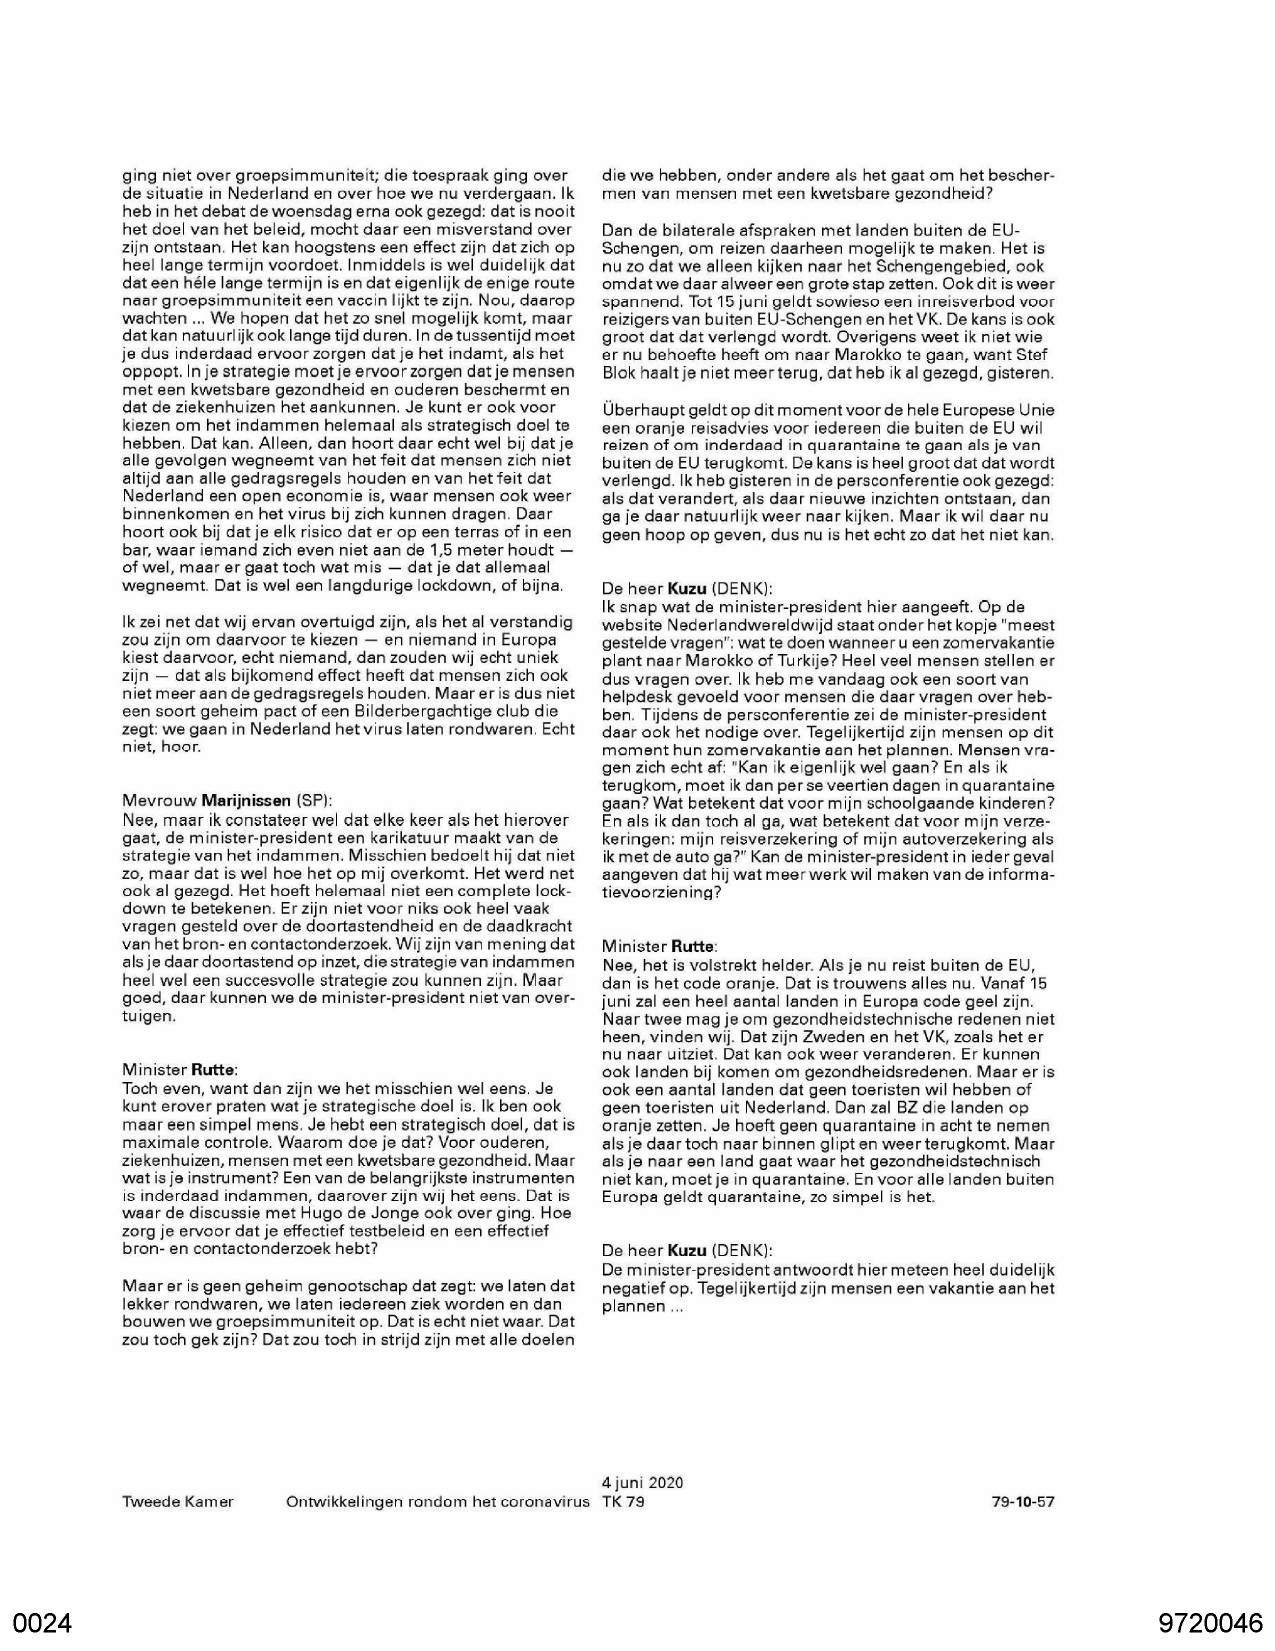 ging niet over groepsimmuniteit; die toespraak ging over
de situatie in Nederland en over hoe we nu verdergaan. Ik
heb in het debat de woensdag erna ook gezegd: dat is nooit
het doel van het beleid, mocht daar een misverstand over
zijn ontstaan. Het kan hoogstens een effect zijn dat zich op
heel lange termijn voordoet. Inmiddels is wel duidelijk dat
dat een héle lange termijn is en dat eigenlijk de enige route
naar groepsimmuniteit een vaccin lijkt te zijn. Nou, daarop
wachten ... We hopen dat het zo snel mogelijk komt, maar
dat kan natuurlijk ook lange tijd duren. In de tussentijd moet
je dus inderdaad ervoor zorgen dat je het indamt, als het
oppopt. In je strategie moet je ervoor zorgen dat je mensen
met een kwetsbare gezondheid en ouderen beschermt en
dat de ziekenhuizen het aankunnen. Je kunt er ook voor
kiezen om het indammen helemaal als strategisch doel te
hebben. Dat kan. Alleen, dan hoort daar echt wel bij dat je
alle gevolgen wegneemt van het feit dat mensen zich niet
altijd aan alle gedragsregels houden en van het feit dat
Nederland een open economie is, waar mensen ook weer
binnenkomen en het virus bij zich kunnen dragen. Daar
hoort ook bij dat je elk risico dat er op een terras of in een
bar, waar iemand zich even niet aan de 1,5 meter houdt —
of wel, maar er gaat toch wat mis — dat je dat allemaal
wegneemt. Dat is wel een langdurige lockdown, of bijna.
Ik zei net dat wij ervan overtuigd zijn, als het al verstandig
zou zijn om daarvoor te kiezen — en niemand in Europa
kiest daarvoor, echt niemand, dan zouden wij echt uniek
zijn — dat als bijkomend effect heeft dat mensen zich ook
niet meer aan de gedragsregels houden. Maar er is dus niet
een soort geheim pact of een Bilderbergachtige club die
zegt: we gaan in Nederland het virus laten rondwaren. Echt
niet, hoor.
Mevrouw Marijnissen (SP):
Nee, maar ik constateer wel dat elke keer als het hierover
gaat, de minister-president een karikatuur maakt van de
strategie van het indammen. Misschien bedoelt hij dat niet
zo, maar dat is wel hoe het op mij overkomt. Het werd net
ook al gezegd. Het hoeft helemaal niet een complete lock-
down te betekenen. Er zijn niet voor niks ook heel vaak
vragen gesteld over de doortastendheid en de daadkracht
van het bron- en contactonderzoek. Wij zijn van mening dat
als je daar doortastend op inzet, die strategie van indammen
heel wel een succesvolle strategie zou kunnen zijn. Maar
goed, daar kunnen we de minister-president niet van over-
tuigen.
Minister Rutte:
Toch even, want dan zijn we het misschien wel eens. Je
kunt erover praten wat je strategische doel is. Ik ben ook
maar een simpel mens. Je hebt een strategisch doel, dat is
maximale controle. Waarom doe je dat? Voor ouderen,
ziekenhuizen, mensen met een kwetsbare gezondheid. Maar
wat is je instrument? Een van de belangrijkste instrumenten
is inderdaad indammen, daarover zijn wij het eens. Dat is
waar de discussie met Hugo de Jonge ook over ging. Hoe
zorg je ervoor dat je effectief testbeleid en een effectief
bron- en contactonderzoek hebt?
Maar er is geen geheim genootschap dat zegt: we laten dat
lekker rondwaren, we laten iedereen ziek worden en dan
bouwen we groepsimmuniteit op. Dat is echt niet waar. Dat
zou toch gek zijn? Dat zou toch in strijd zijn met alle doelen
die we hebben, onder andere als het gaat om het bescher-
men van mensen met een kwetsbare gezondheid?
Dan de bilaterale afspraken met landen buiten de EU-
Schengen, om reizen daarheen mogelijk te maken. Het is
nu zo dat we alleen kijken naar het Schengengebied, ook
omdat we daar alweer een grote stap zetten. Ook dit is weer
spannend. Tot 15 juni geldt sowieso een inreisverbod voor
reizigers van buiten EU-Schengen en het VK. De kans is ook
groot dat dat verlengd wordt. Overigens weet ik niet wie
er nu behoefte heeft om naar Marokko te gaan, want Stef
Blok haalt je niet meer terug, dat heb ik al gezegd, gisteren.
Überhaupt geldt op dit moment voor de hele Europese Unie
een oranje reisadvies voor iedereen die buiten de EU wil
reizen of om inderdaad in quarantaine te gaan als je van
buiten de EU terugkomt. De kans is heel groot dat dat wordt
verlengd. Ik heb gisteren in de persconferentie ook gezegd:
als dat verandert, als daar nieuwe inzichten ontstaan, dan
ga je daar natuurlijk weer naar kijken. Maar ik wil daar nu
geen hoop op geven, dus nu is het echt zo dat het niet kan.
De heer Kuzu (DENK):
Ik snap wat de minister-president hier aangeeft. Op de
website Nederlandwereldwijd staat onder het kopje "meest
gestelde vragen": wat te doen wanneer u een zomervakantie
plant naar Marokko of Turkije? Heel veel mensen stellen er
dus vragen over. Ik heb me vandaag ook een soort van
helpdesk gevoeld voor mensen die daar vragen over heb-
ben. Tijdens de persconferentie zei de minister-president
daar ook het nodige over. Tegelijkertijd zijn mensen op dit
moment hun zomervakantie aan het plannen. Mensen vra-
gen zich echt af: "Kan ik eigenlijk wel gaan? En als ik
terugkom, moet ik dan per se veertien dagen in quarantaine
gaan? Wat betekent dat voor mijn schoolgaande kinderen?
En als ik dan toch al ga, wat betekent dat voor mijn verze-
keringen: mijn reisverzekering of mijn autoverzekering als
ik met de auto ga?" Kan de minister-president in ieder geval
aangeven dat hij wat meer werk wil maken van de informa-
tievoorziening?
Minister Rutte:
Nee, het is volstrekt helder. Als je nu reist buiten de EU,
dan is het code oranje. Dat is trouwens alles nu. Vanaf 15
juni zal een heel aantal landen in Europa code geel zijn.
Naar twee mag je om gezondheidstechnische redenen niet
heen, vinden wij. Dat zijn Zweden en het VK, zoals het er
nu naar uitziet. Dat kan ook weer veranderen. Er kunnen
ook landen bij komen om gezondheidsredenen. Maar er is
ook een aantal landen dat geen toeristen wil hebben of
geen toeristen uit Nederland. Dan zal BZ die landen op
oranje zetten. Je hoeft geen quarantaine in acht te nemen
als je daar toch naar binnen glipt en weer terugkomt. Maar
als je naar een land gaat waar het gezondheidstechnisch
niet kan, moet je in quarantaine. En voor alle landen buiten
Europa geldt quarantaine, zo simpel is het.
De heer Kuzu (DENK):
De minister-president antwoordt hier meteen heel duidelijk
negatief op. Tegelijkertijd zijn mensen een vakantie aan het
plannen ...
4 juni 2020
Tweede Kamer Ontwikkelingen rondom het coronavirus TK 79 79-10-57
0024 9720046